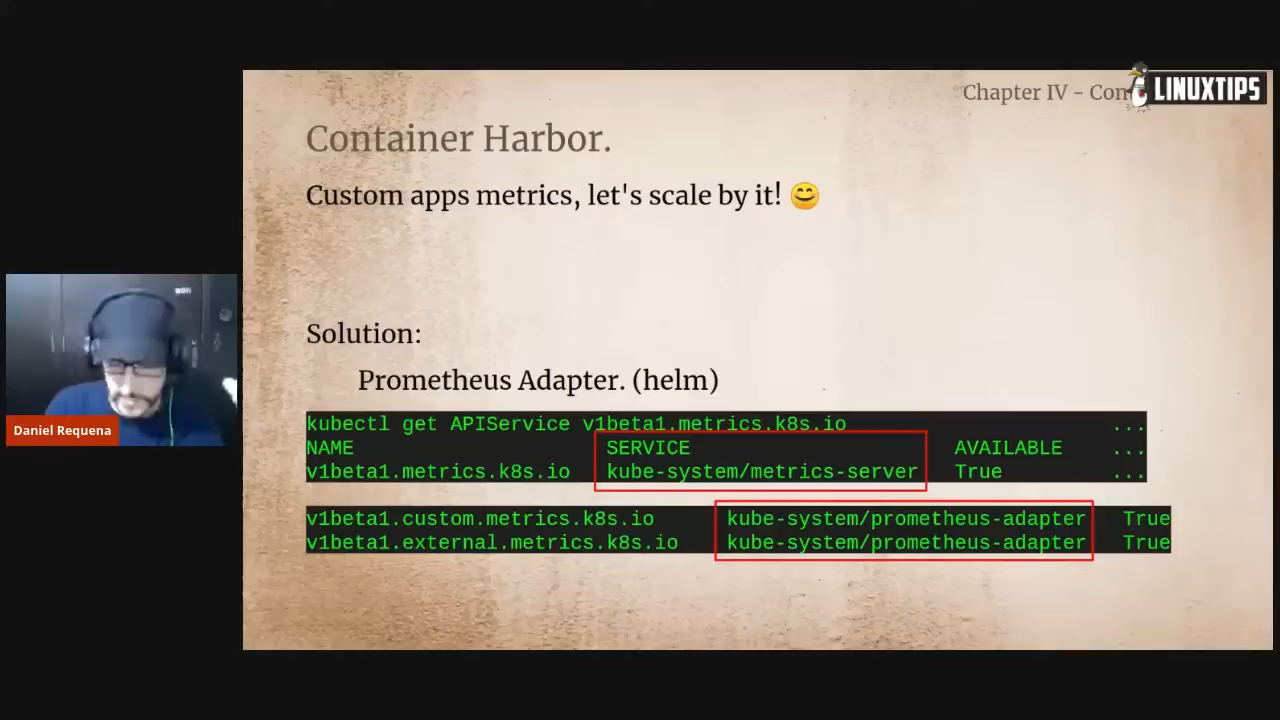 Chapter IV - Con
LINUXTIPS
Container Harbor.
Custom apps metrics, let's scale by it! 😊
Solution:
Prometheus Adapter. (helm)
kubectl get APIService v1beta1.metrics.k8s.io ...
NAME SERVICE AVAILABLE ...
v1beta1.metrics.k8s.io kube-system/metrics-server True ...
v1beta1.custom.metrics.k8s.io kube-system/prometheus-adapter True
v1beta1.external.metrics.k8s.io kube-system/prometheus-adapter True
Daniel Requena